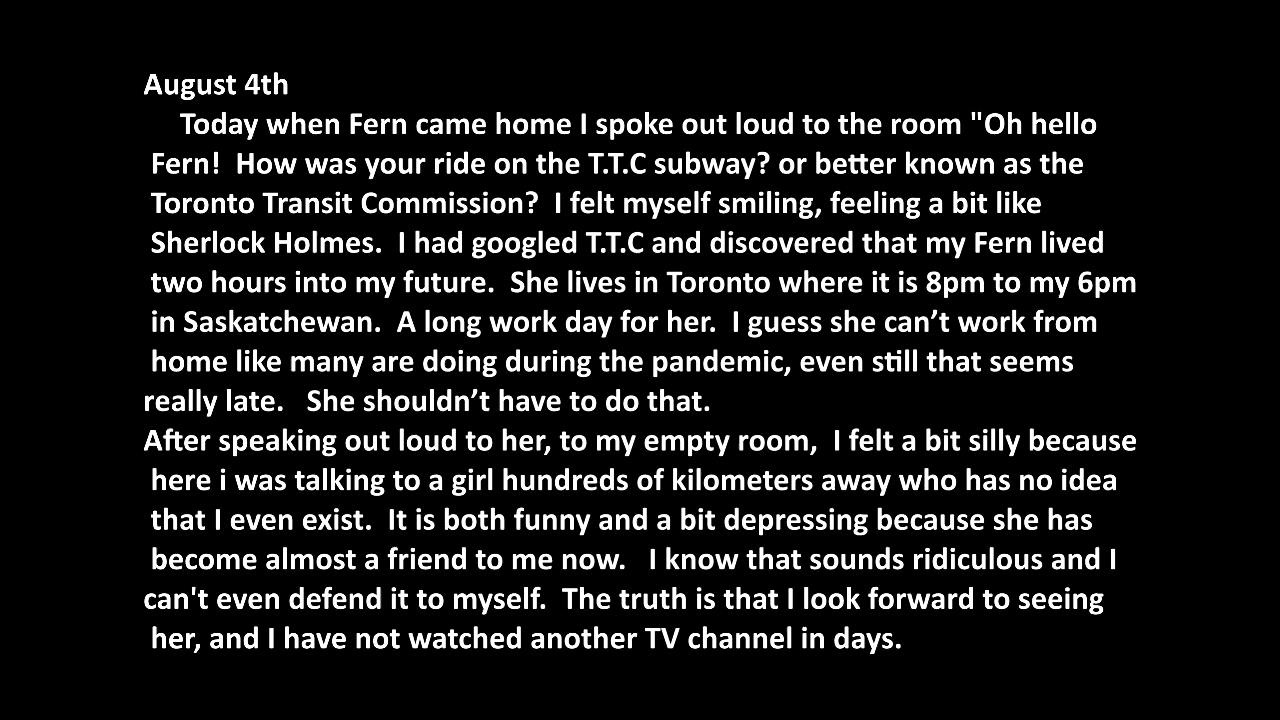 August 4th
Today when Fern came home I spoke out loud to the room "Oh hello
Fern!  How was your ride on the T.T.C subway? or better known as the
Toronto Transit Commission?  I felt myself smiling, feeling a bit like
Sherlock Holmes.  I had googled T.T.C and discovered that my Fern lived
two hours into my future.  She lives in Toronto where it is 8pm to my 6pm
in Saskatchewan.  A long work day for her.  I guess she can’t work from
home like many are doing during the pandemic, even still that seems
really late.   She shouldn’t have to do that.
After speaking out loud to her, to my empty room,  I felt a bit silly because
here i was talking to a girl hundreds of kilometers away who has no idea
that I even exist.  It is both funny and a bit depressing because she has
become almost a friend to me now.   I know that sounds ridiculous and I
can't even defend it to myself.  The truth is that I look forward to seeing
her, and I have not watched another TV channel in days.